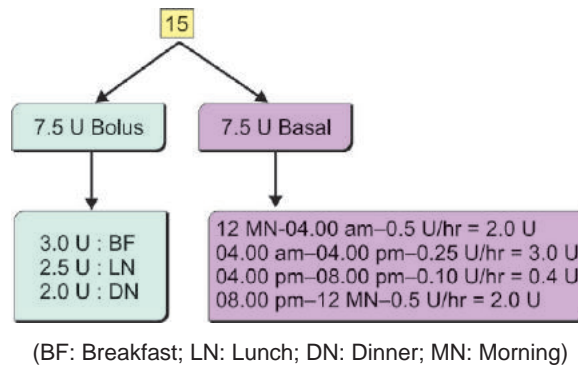 15
7.5 U Bolus
7.5 U Basal
3.0 U : BF
2.5 U : LN
2.0 U : DN
12 MN-04.00 am–0.5 U/hr = 2.0 U
04.00 am–04.00 pm–0.25 U/hr = 3.0 U
04.00 pm–08.00 pm–0.10 U/hr = 0.4 U
08.00 pm–12 MN–0.5 U/hr = 2.0 U
(BF: Breakfast; LN: Lunch; DN: Dinner; MN: Morning)